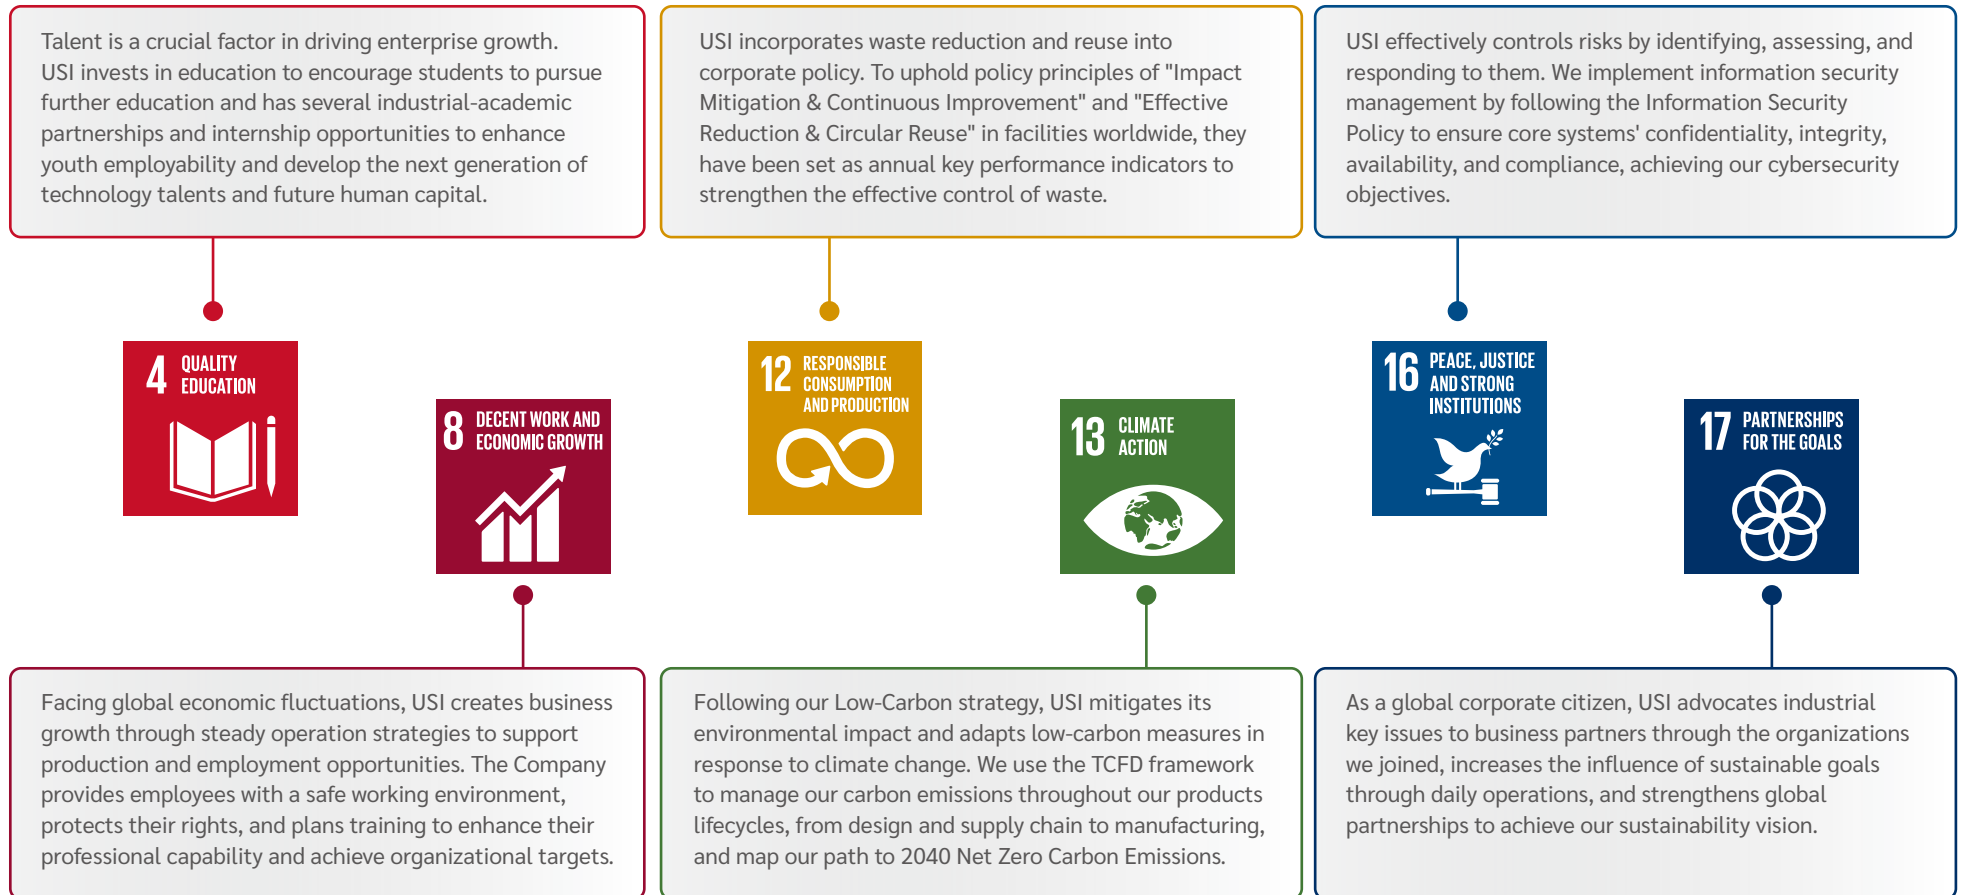 Talent is a crucial factor in driving enterprise growth.
USI invests in education to encourage students to pursue
further education and has several industrial-academic
partnerships and internship opportunities to enhance
youth employability and develop the next generation of
technology talents and future human capital.
USI incorporates waste reduction and reuse into
corporate policy. To uphold policy principles of "Impact
Mitigation & Continuous Improvement" and "Effective
Reduction & Circular Reuse" in facilities worldwide, they
have been set as annual key performance indicators to
strengthen the effective control of waste.
USI effectively controls risks by identifying, assessing, and
responding to them. We implement information security
management by following the Information Security
Policy to ensure core systems' confidentiality, integrity,
availability, and compliance, achieving our cybersecurity
objectives.
4 QUALITY
EDUCATION
8 DECENT WORK AND
ECONOMIC GROWTH
12 RESPONSIBLE
CONSUMPTION
AND PRODUCTION
13 CLIMATE
ACTION
16 PEACE, JUSTICE
AND STRONG
INSTITUTIONS
17 PARTNERSHIPS
FOR THE GOALS
Facing global economic fluctuations, USI creates business
growth through steady operation strategies to support
production and employment opportunities. The Company
provides employees with a safe working environment,
protects their rights, and plans training to enhance their
professional capability and achieve organizational targets.
Following our Low-Carbon strategy, USI mitigates its
environmental impact and adapts low-carbon measures in
response to climate change. We use the TCFD framework
to manage our carbon emissions throughout our products
lifecycles, from design and supply chain to manufacturing,
and map our path to 2040 Net Zero Carbon Emissions.
As a global corporate citizen, USI advocates industrial
key issues to business partners through the organizations
we joined, increases the influence of sustainable goals
through daily operations, and strengthens global
partnerships to achieve our sustainability vision.